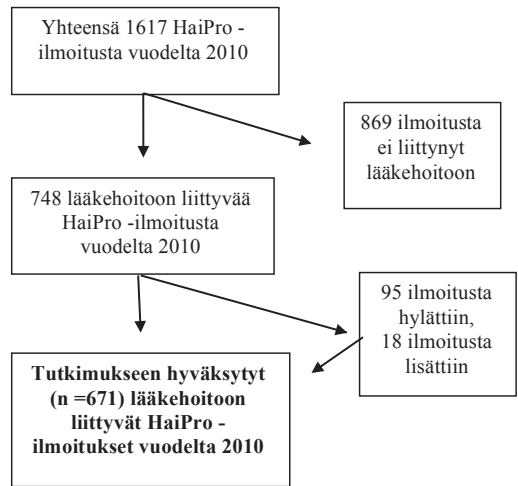 Yhteensä 1617 HaiPro -
ilmoitusta vuodelta 2010
869 ilmoitusta
ei liittynyt
lääkehoitoon
748 lääkehoitoon liittyvää
HaiPro -ilmoitusta
vuodelta 2010
95 ilmoitusta
hylättiin,
18 ilmoitusta
lisättiin
Tutkimukseen hyväksytyt
(n =671) lääkehoitoon
liittyvät HaiPro -
ilmoitukset vuodelta 2010